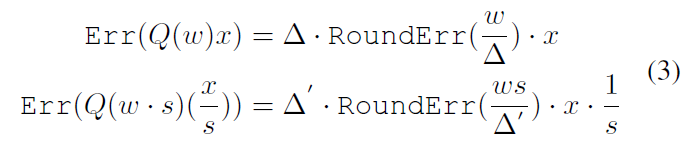 Err(Q(w)x) = Δ · RoundErr(w/Δ) · x
Err(Q(w · s)(x/s)) = Δ′ · RoundErr(ws/Δ′) · x · 1/s
(3)